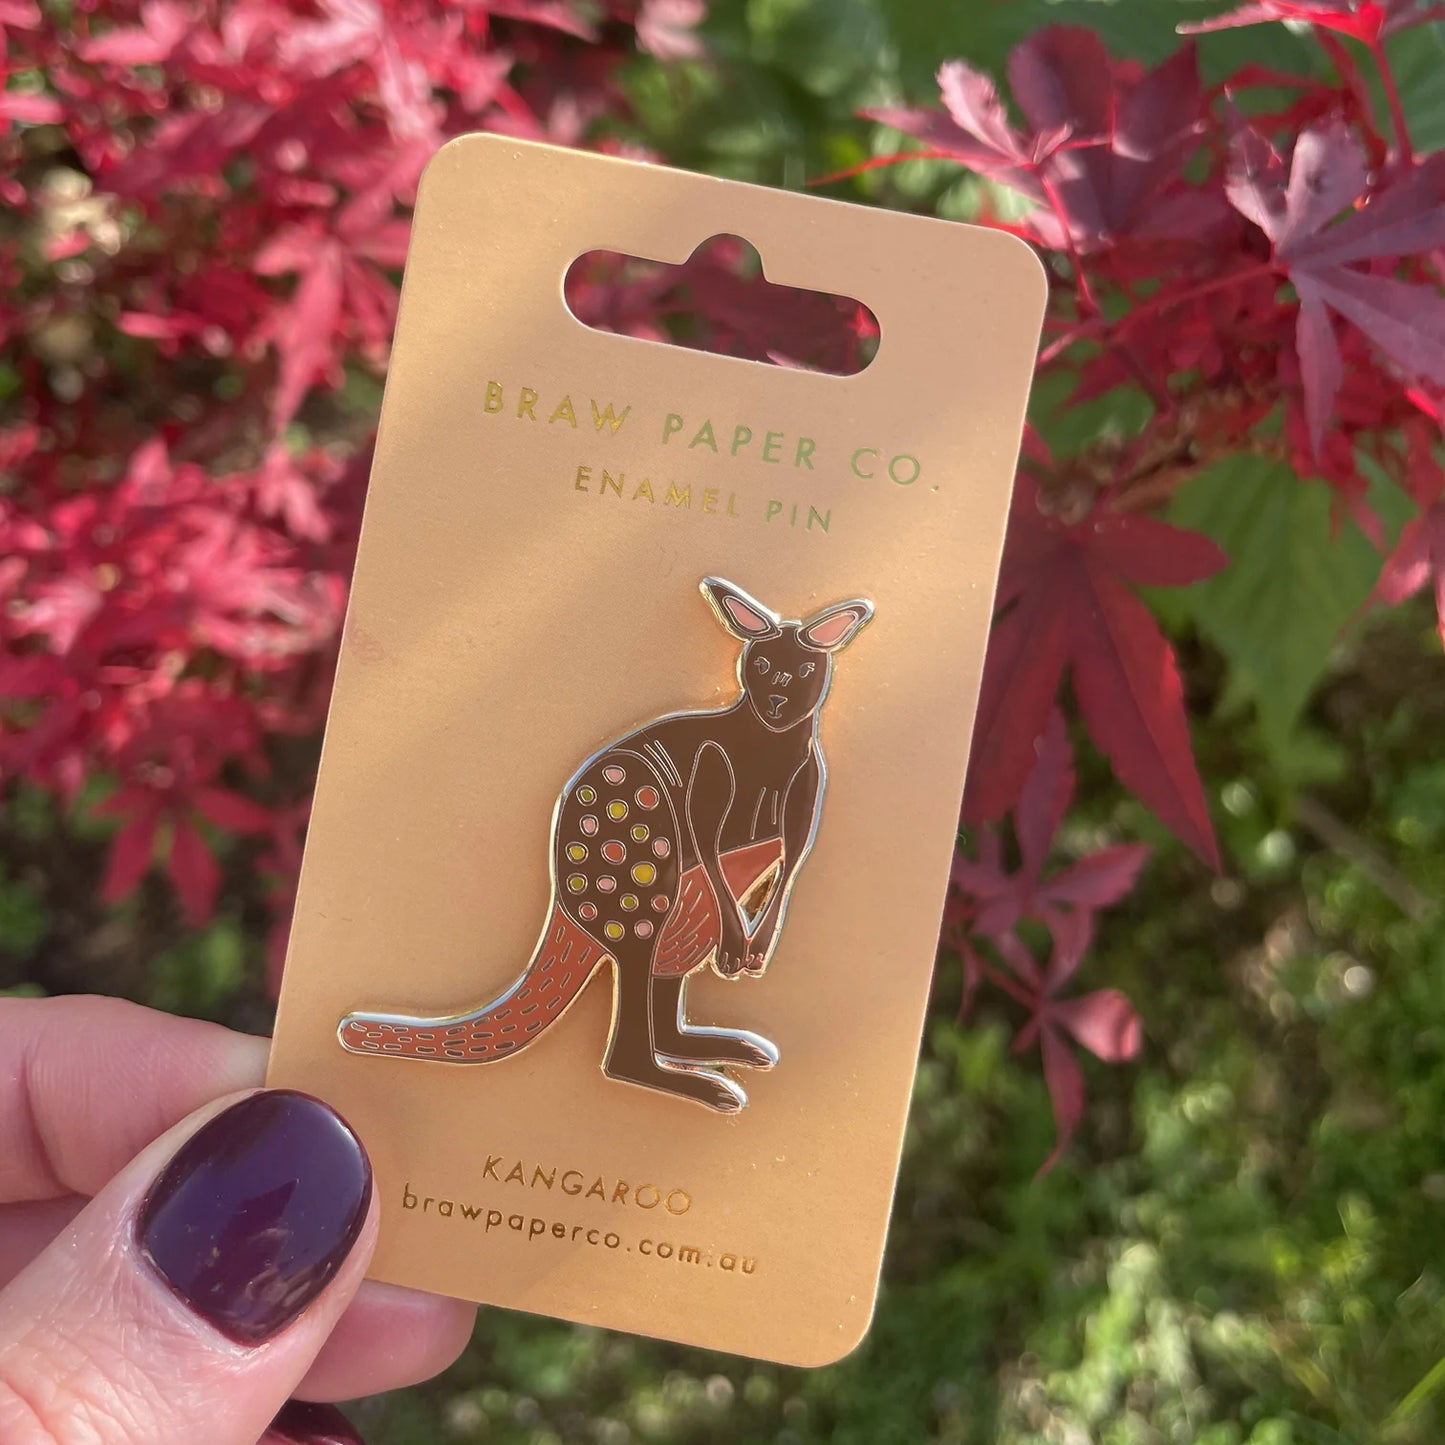 BRAW PAPER CO.
ENAMEL PIN
KANGAROO
brawpaperco.com.au